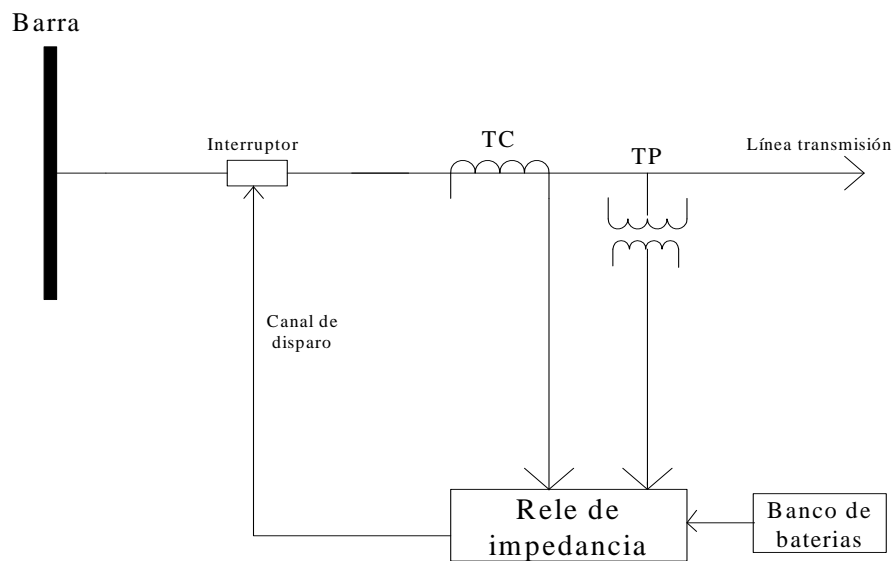 Barra
Interruptor
TC
TP
Línea transmisión
Canal de
disparo
Rele de
impedancia
Banco de
baterias